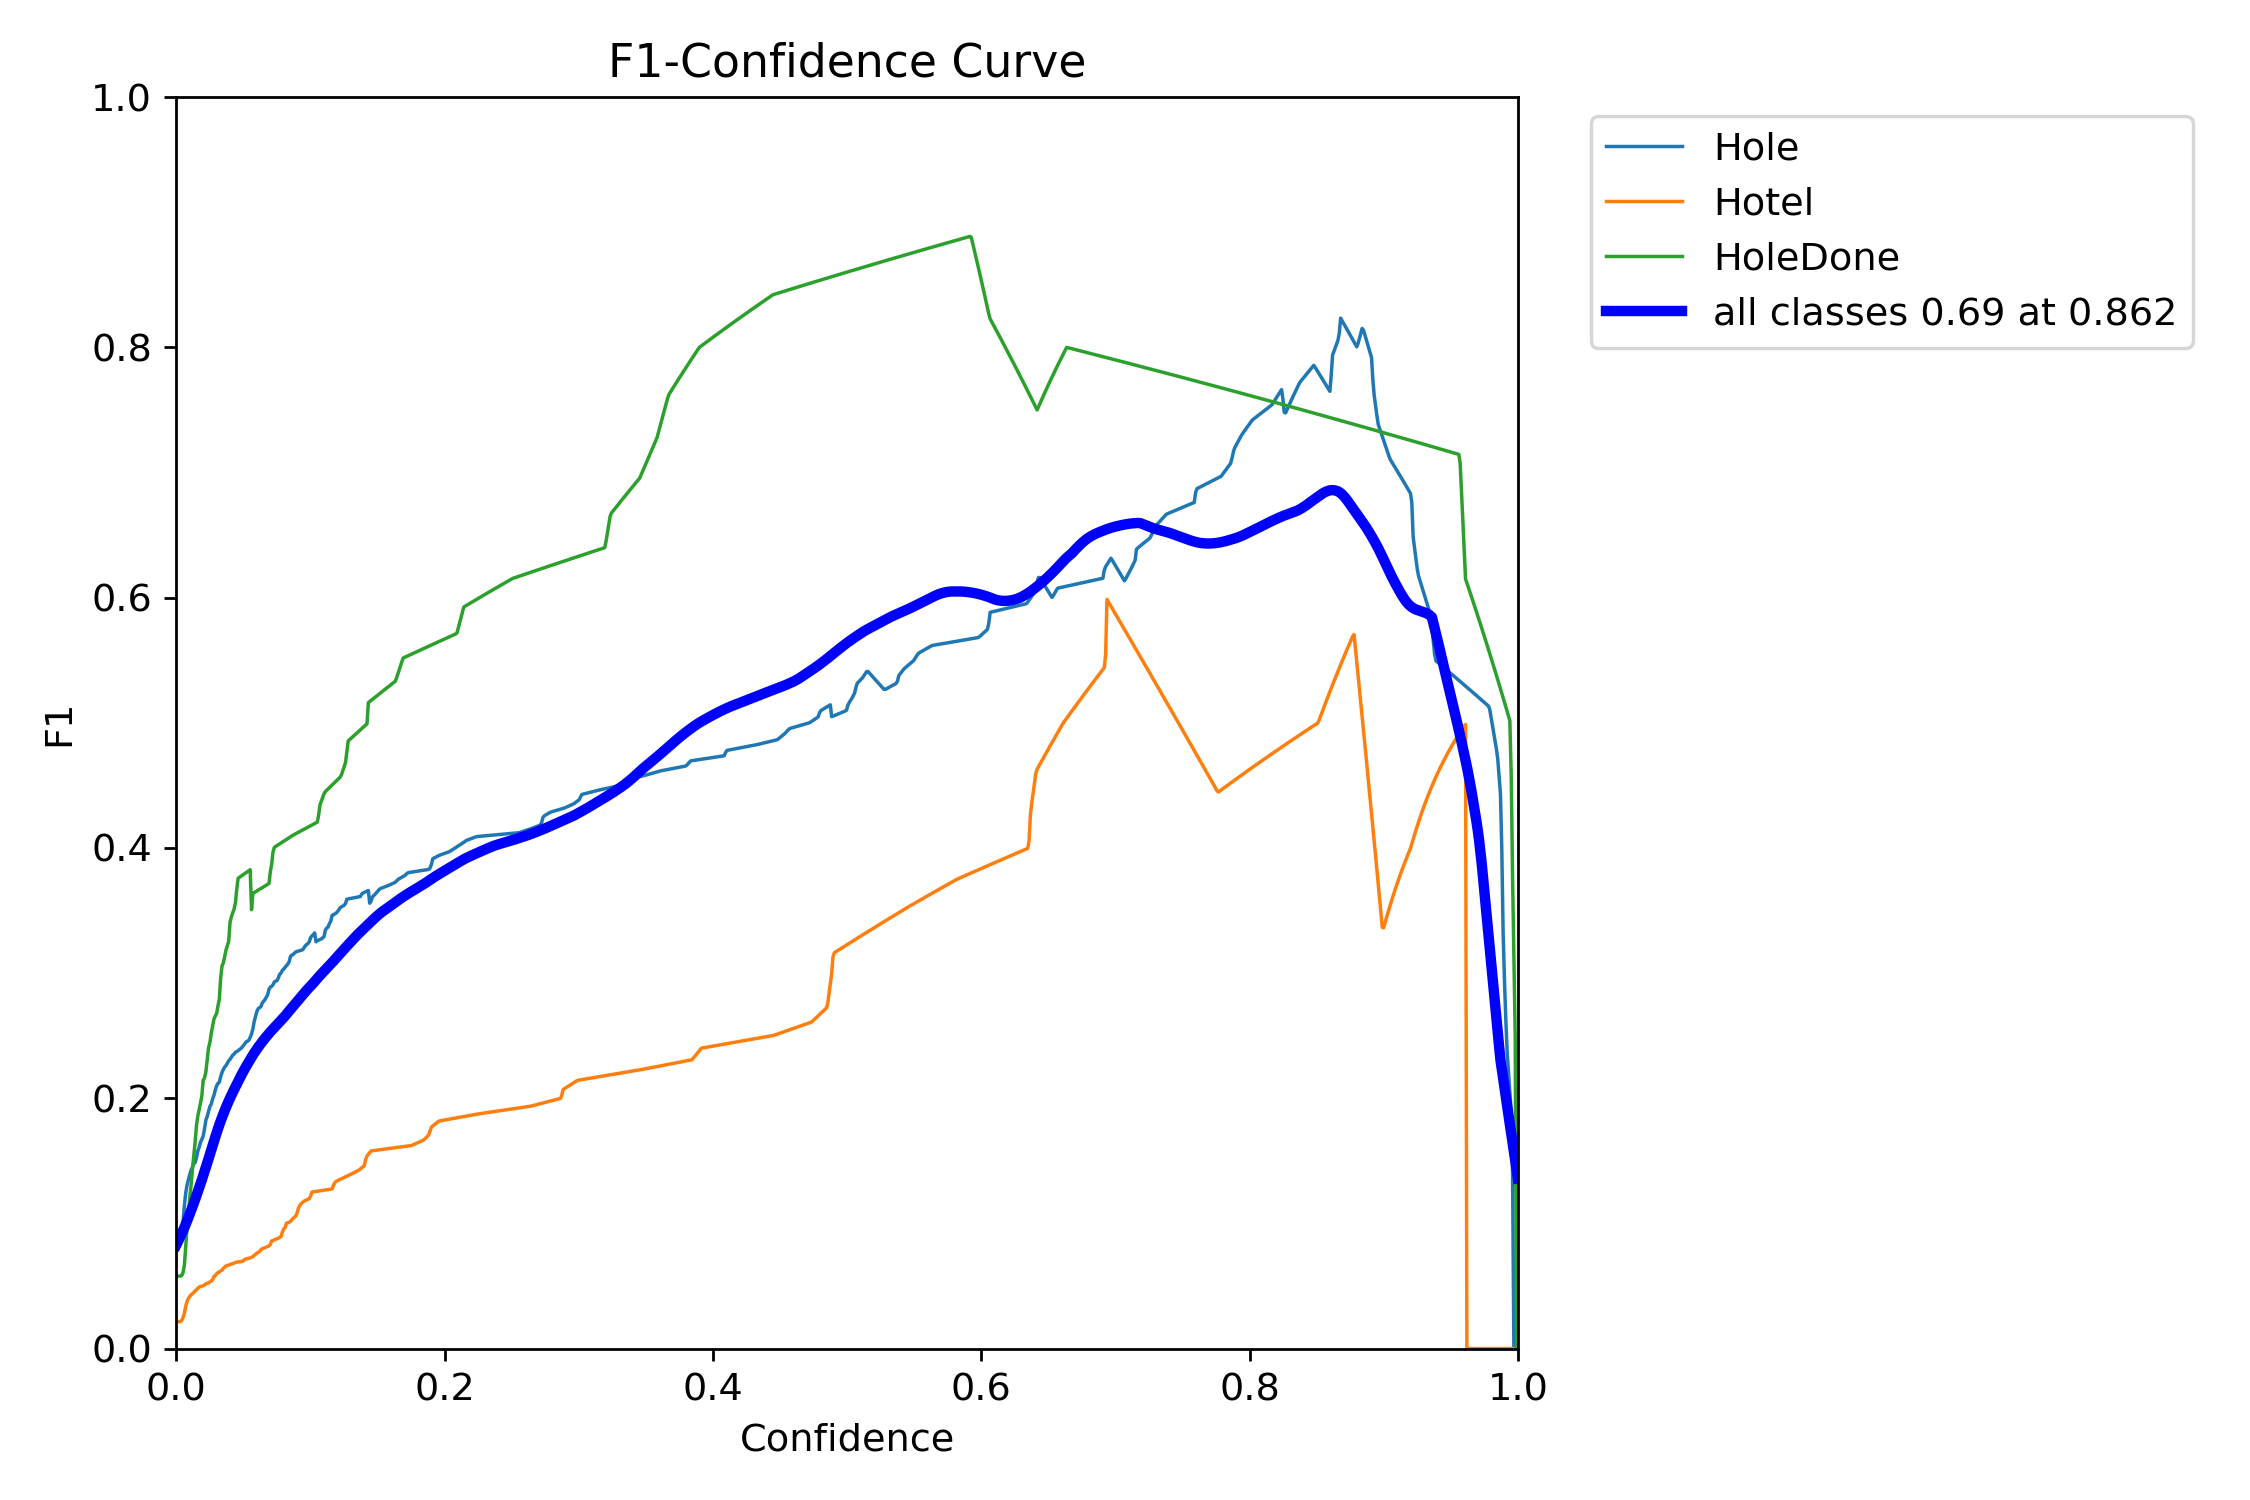 F1-Confidence Curve
1.0
0.8
0.6
0.4
0.2
0.0
F1
0.0 0.2 0.4 0.6 0.8 1.0
Confidence
Hole
Hotel
HoleDone
all classes 0.69 at 0.862